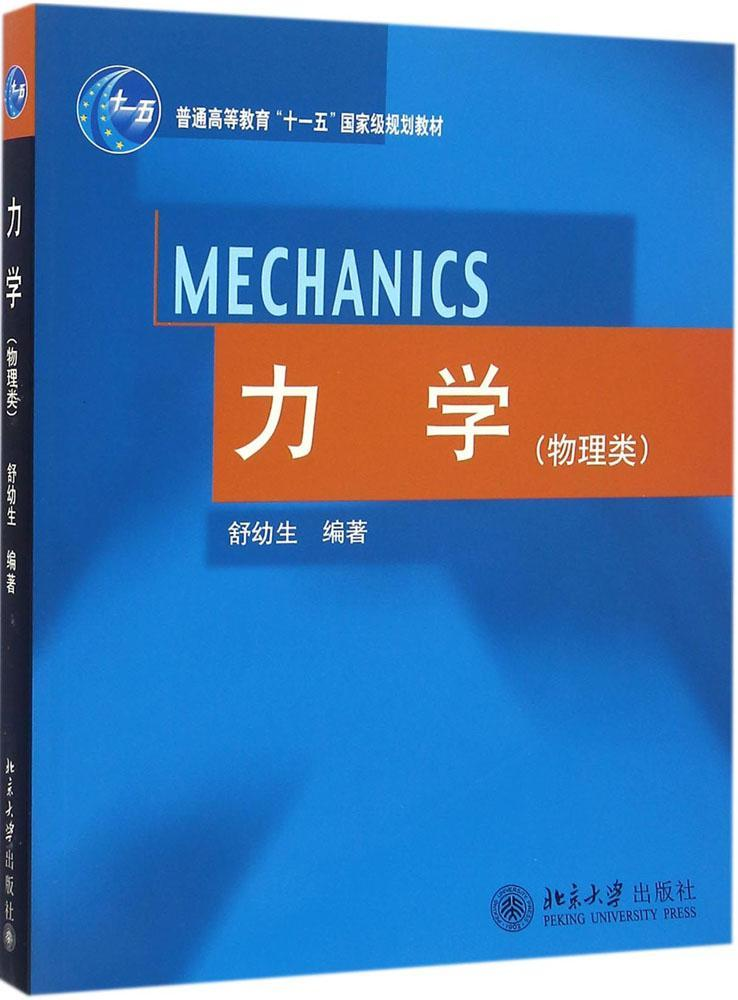 十一五
普通高等教育“十一五”国家级规划教材
MECHANICS
力 学
(物理类)
舒幼生 编著
北京大学出版社
PEKING UNIVERSITY PRESS
十一五
力学
(物理类)
舒幼生 编著
北京大学出版社